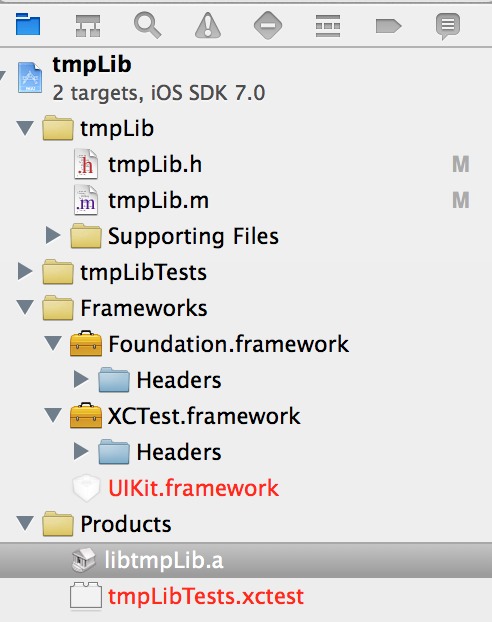 tmpLib
2 targets, iOS SDK 7.0
tmpLib
.h tmpLib.h M
.m tmpLib.m M
Supporting Files
tmpLibTests
Frameworks
Foundation.framework
Headers
XCTest.framework
Headers
UIKit.framework
Products
libtmpLib.a
tmpLibTests.xctest